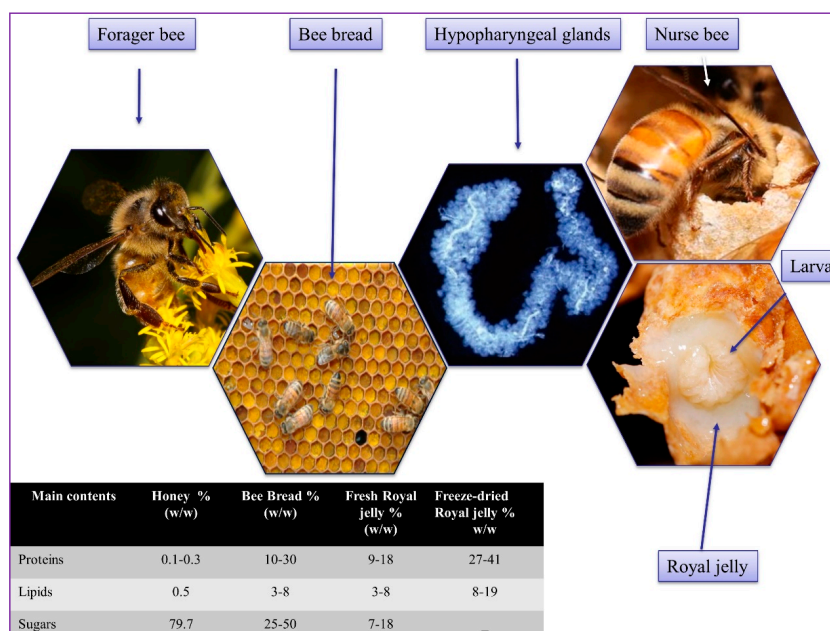 Forager bee
Bee bread
Hypopharyngeal glands
Nurse bee
Larva
Royal jelly
Main contents Honey % (w/w) Bee Bread % (w/w) Fresh Royal jelly % (w/w) Freeze-dried Royal jelly % w/w
Proteins 0.1-0.3 10-30 9-18 27-41
Lipids 0.5 3-8 3-8 8-19
Sugars 79.7 25-50 7-18 _